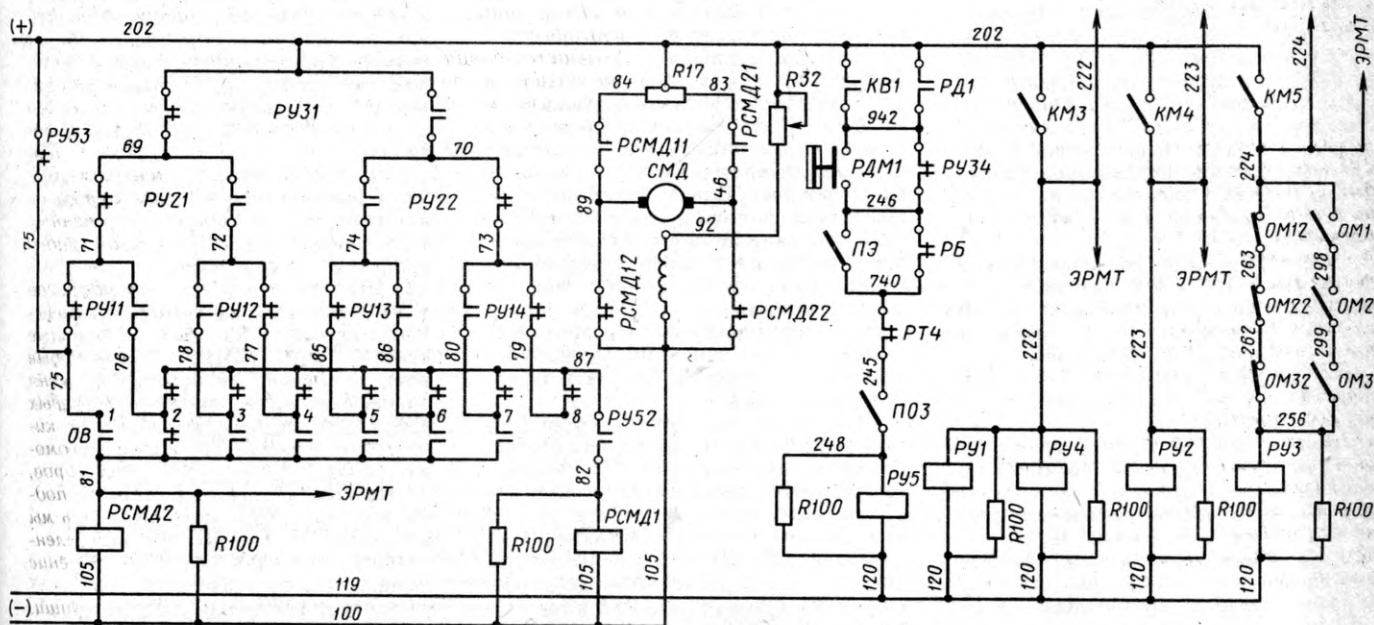 (+) 202 202
84 R17 83
R32
КВ1 РД1
222 223 224 ЭРМТ
РУ31
РСМД21
КМ3 КМ4 КМ5
РУ53
942
69 70
РСМД11
РДМ1 РУ34
СМД
446
224
РУ21 РУ22
89
246
92
ОМ12 ОМ1
75 71 72 74 73
ПЭ РБ
263 298
740
ЭРМТ ЭРМТ
РУ11 РУ12 РУ13 РУ14
РСМД12 РСМД22
ОМ22 ОМ2
РТ4
222 223 262 299
76 78 77 85 86 80 79 87
75
245
ОМ32 ОМ3
1 2 3 4 5 6 7 8
РУ52
ПОЗ
256
ОВ
248
РУ1 РУ4 РУ2 РУ3
81 82
ЭРМТ
РСМД2 РСМД1
R100 РУ5
R100 R100 R100 R100 R100
R100 R100
105 105 105
120 120 120 120 120
119
(–) 100